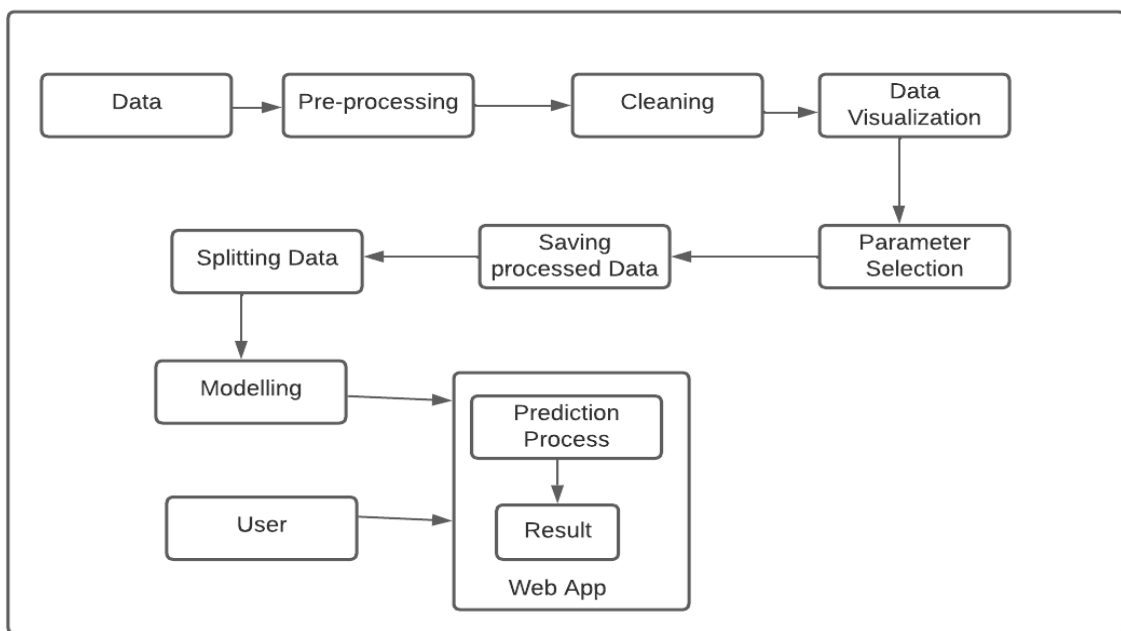 Data
Pre-processing
Cleaning
Data
Visualization
Parameter
Selection
Saving
processed Data
Splitting Data
Modelling
Prediction
Process
User
Result
Web App